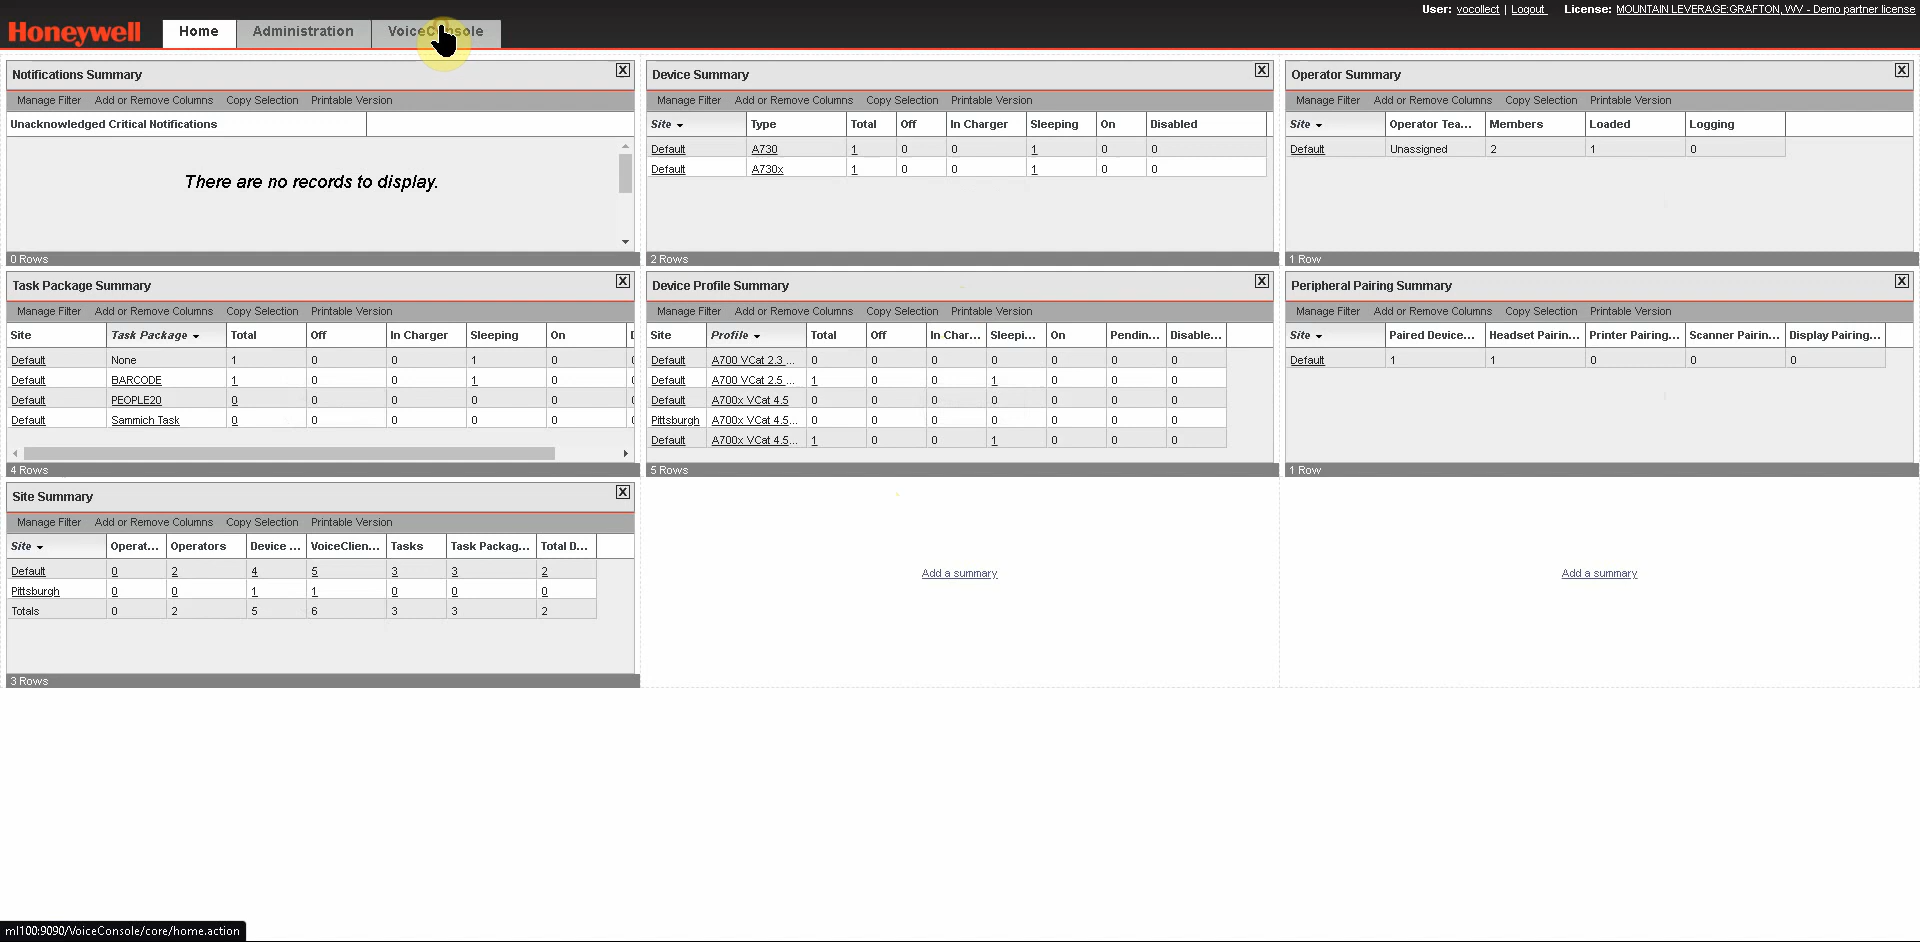 User: vocollect | Logout License: MOUNTAIN LEVERAGE:GRAFTON, WV - Demo partner license
Honeywell Home Administration VoiceConsole
Notifications Summary
Manage Filter Add or Remove Columns Copy Selection Printable Version
Unacknowledged Critical Notifications
There are no records to display.
0 Rows
Device Summary
Manage Filter Add or Remove Columns Copy Selection Printable Version
Site Type Total Off In Charger Sleeping On Disabled
Default A730 1 0 0 1 0 0
Default A730x 1 0 0 1 0 0
2 Rows
Operator Summary
Manage Filter Add or Remove Columns Copy Selection Printable Version
Site Operator Tea... Members Loaded Logging
Default Unassigned 2 1 0
1 Row
Task Package Summary
Manage Filter Add or Remove Columns Copy Selection Printable Version
Site Task Package Total Off In Charger Sleeping On
Default None 1 0 0 1 0
Default BARCODE 1 0 0 1 0
Default PEOPLE20 0 0 0 0 0
Default Sammich Task 0 0 0 0 0
4 Rows
Device Profile Summary
Manage Filter Add or Remove Columns Copy Selection Printable Version
Site Profile Total Off In Char... Sleepi... On Pendin... Disable...
Default A700 VCat 2.3 ... 0 0 0 0 0 0 0
Default A700 VCat 2.5 ... 1 0 0 1 0 0 0
Default A700x VCat 4.5 0 0 0 0 0 0 0
Pittsburgh A700x VCat 4.5... 0 0 0 0 0 0 0
Default A700x VCat 4.5... 1 0 0 1 0 0 0
5 Rows
Peripheral Pairing Summary
Manage Filter Add or Remove Columns Copy Selection Printable Version
Site Paired Device... Headset Pairin... Printer Pairing... Scanner Pairin... Display Pairing...
Default 1 1 0 0 0
1 Row
Site Summary
Manage Filter Add or Remove Columns Copy Selection Printable Version
Site Operat... Operators Device ... VoiceClien... Tasks Task Packag... Total D...
Default 0 2 4 5 3 3 2
Pittsburgh 0 0 1 1 0 0 0
Totals 0 2 5 6 3 3 2
3 Rows
Add a summary
Add a summary
ml100:9090/VoiceConsole/core/home.action